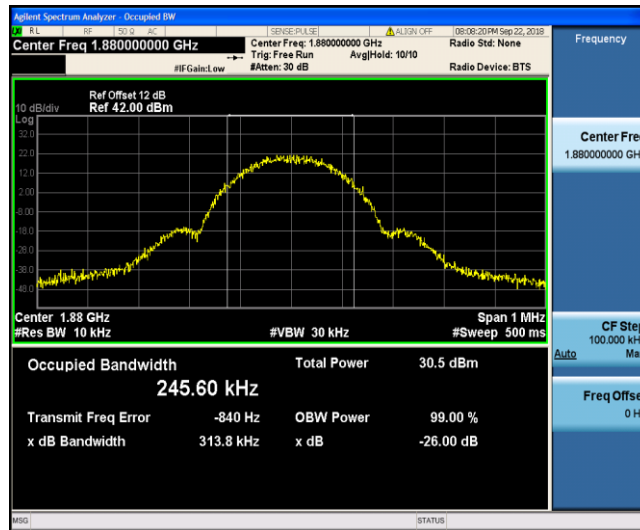 Agilent Spectrum Analyzer - Occupied BW
RL RF 50 Ω AC SENSE:PULSE ALIGN OFF 08:08:20 PM Sep 22, 2018
Center Freq 1.880000000 GHz
Center Freq: 1.880000000 GHz Radio Std: None
Trig: Free Run Avg|Hold: 10/10
#IFGain:Low #Atten: 30 dB Radio Device: BTS
Frequency
Ref Offset 12 dB
10 dB/div Ref 42.00 dBm
Log
32.0
22.0
12.0
2.00
-8.00
-18.0
-28.0
-38.0
-48.0
Center 1.88 GHz Span 1 MHz
#Res BW 10 kHz #VBW 30 kHz #Sweep 500 ms
Center Fre
1.880000000 GH
CF Ste
100.000 kH
Auto Ma
Freq Offse
0 H
Occupied Bandwidth Total Power 30.5 dBm
245.60 kHz
Transmit Freq Error -840 Hz OBW Power 99.00 %
x dB Bandwidth 313.8 kHz x dB -26.00 dB
MSG STATUS